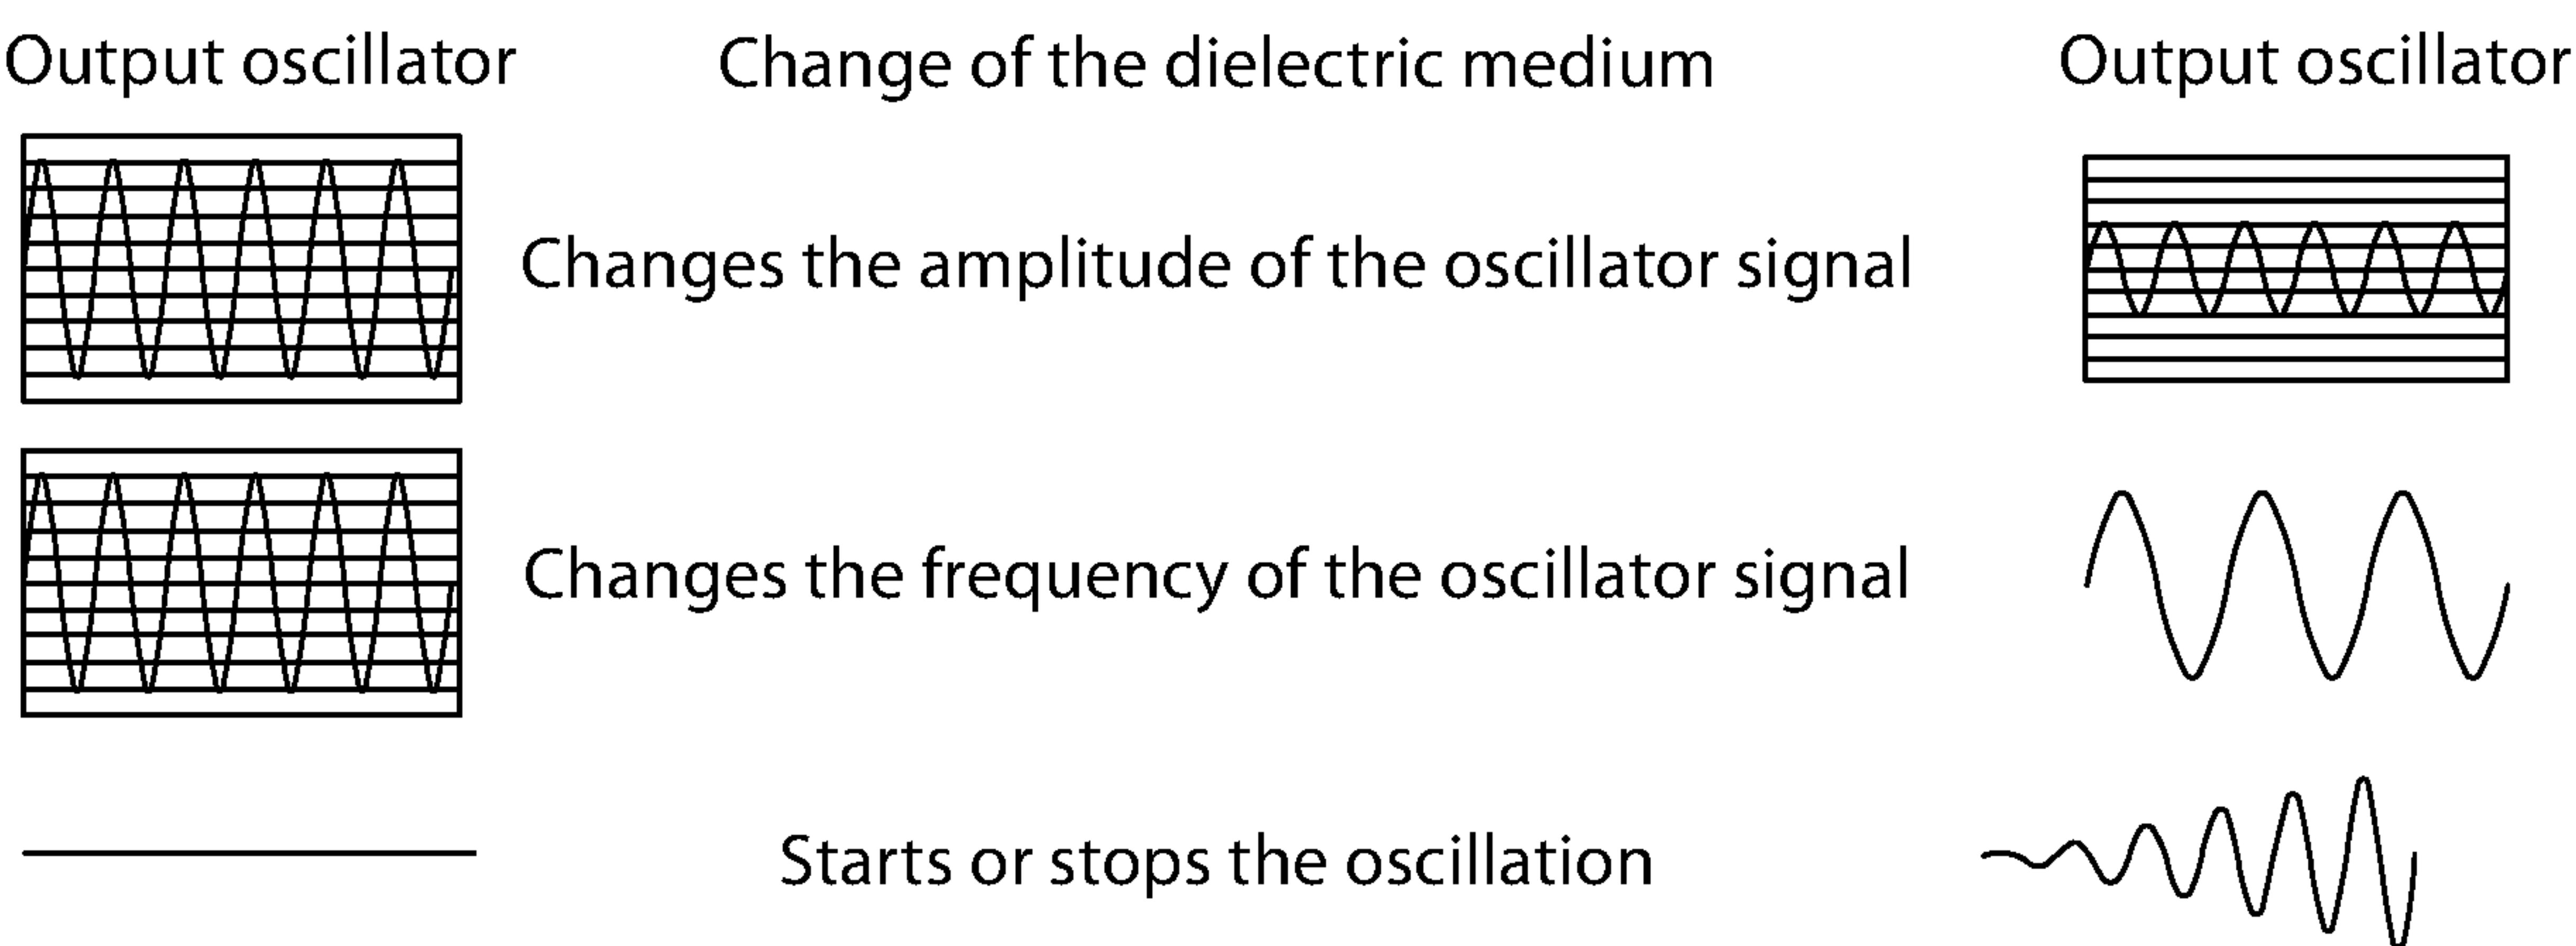 Output oscillator
Change of the dielectric medium
Output oscillator
Changes the amplitude of the oscillator signal
Changes the frequency of the oscillator signal
Starts or stops the oscillation